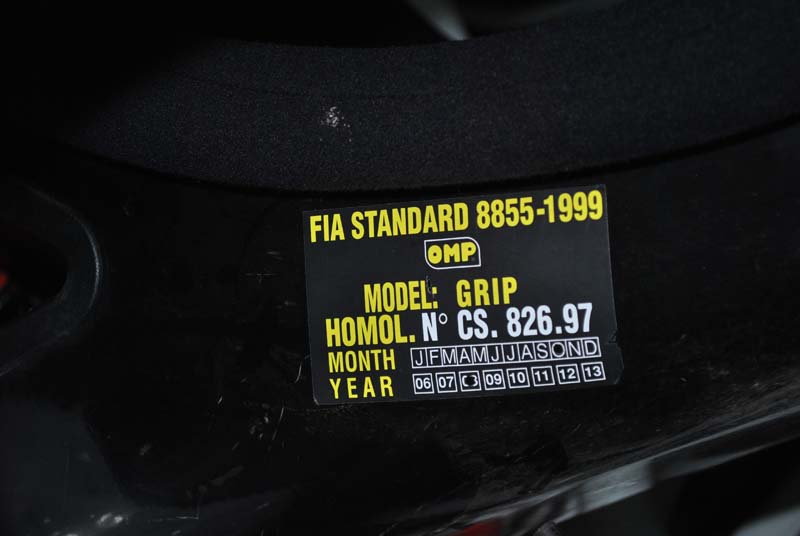 FIA STANDARD 8855-1999
OMP
MODEL: GRIP
HOMOL. N° CS. 826.97
MONTH J F M A M J J A S O N D
YEAR 06 07 09 10 11 12 13